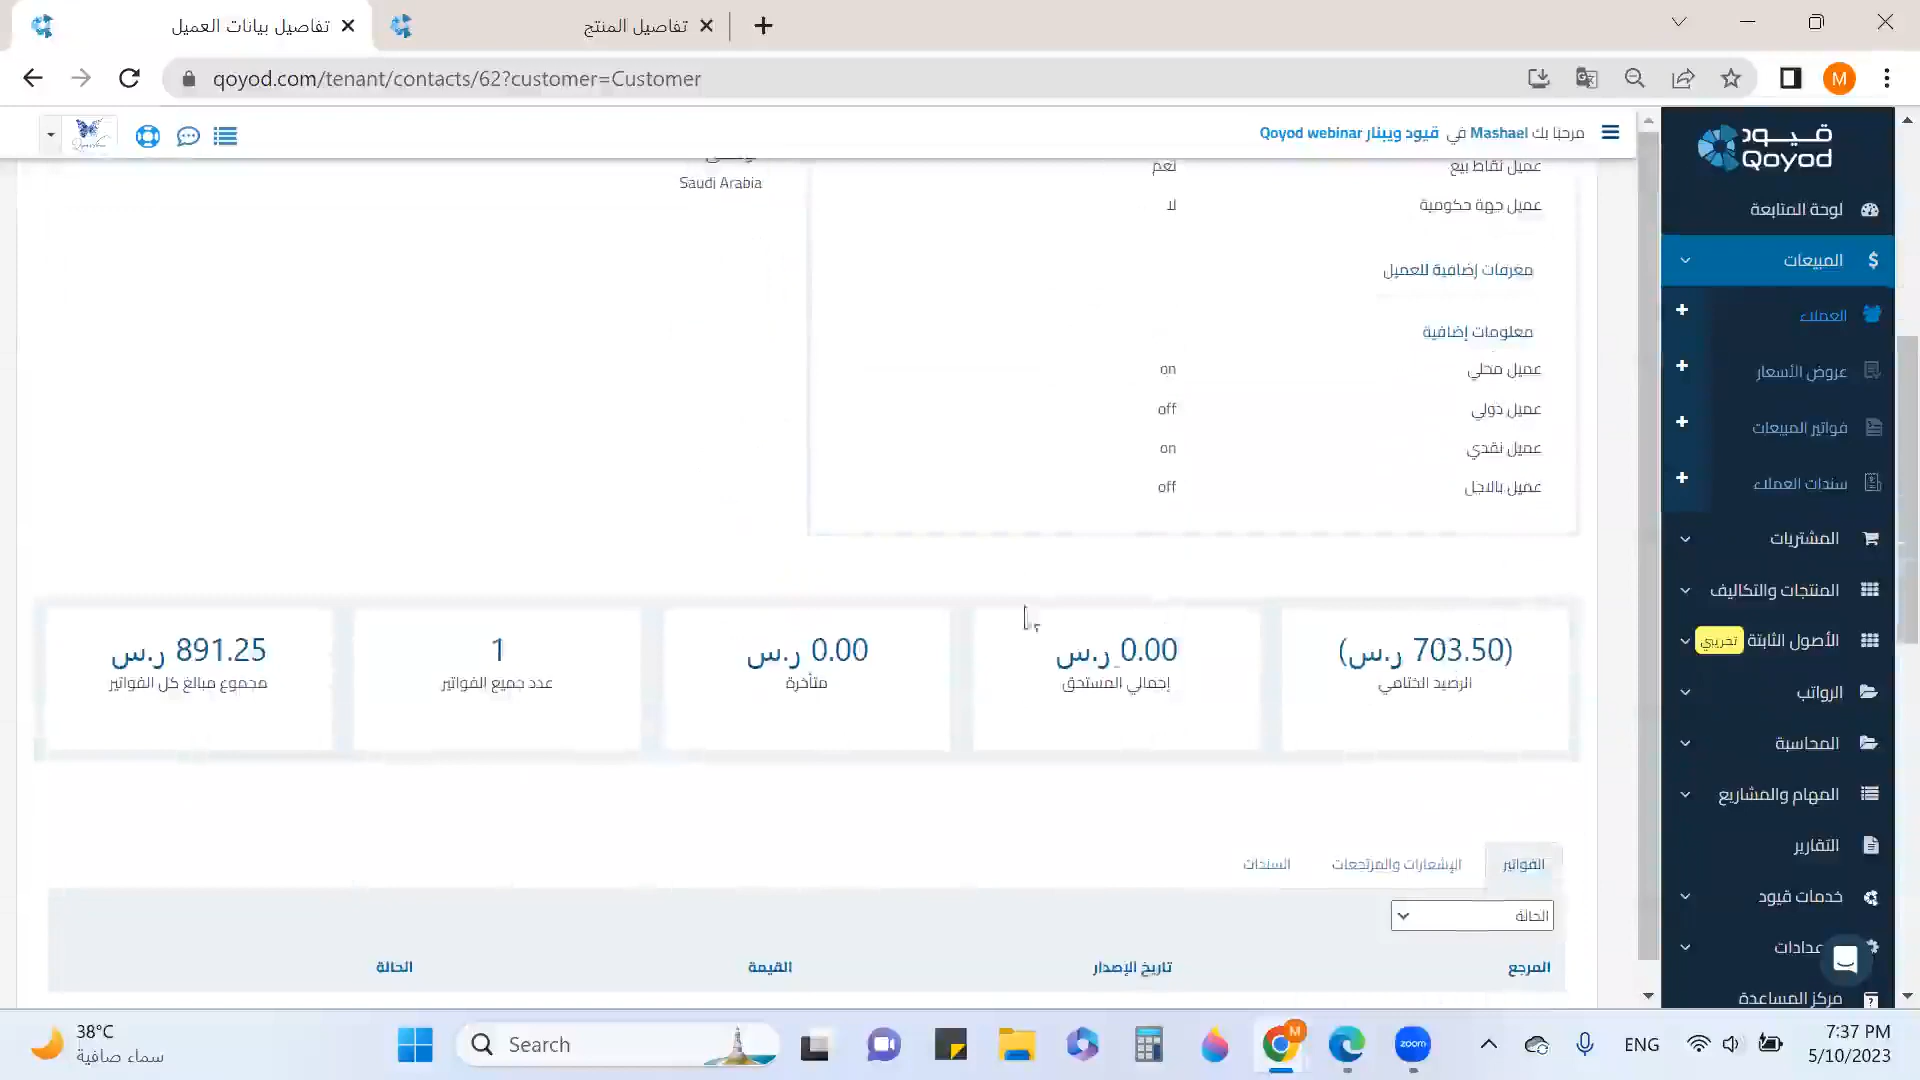 تفاصيل بيانات العميل
تفاصيل المنتج
qoyod.com/tenant/contacts/62?customer=Customer
M
مرحبًا بك Mashael في قيود ويبنار Qoyod webinar
قيود
Qoyod
عميل نقاط بيع نعم
Saudi Arabia
عميل جهة حكومية لا
معرفات إضافية للعميل
معلومات إضافية
عميل محلي on
عميل دولي off
عميل نقدي on
عميل بالاجل off
(703.50 ر.س)
الرصيد الختامي
0.00 ر.س
إجمالي المستحق
0.00 ر.س
متأخرة
1
عدد جميع الفواتير
891.25 ر.س
مجموع مبالغ كل الفواتير
الفواتير
الإشعارات والمرتجعات
السندات
الحالة
المرجع
تاريخ الإصدار
القيمة
الحالة
لوحة المتابعة
المبيعات
العملاء
عروض الأسعار
فواتير المبيعات
سندات العملاء
المشتريات
المنتجات والتكاليف
الأصول الثابتة تجريبي
الرواتب
المحاسبة
المهام والمشاريع
التقارير
خدمات قيود
عدادات
مركز المساعدة
38°C
سماء صافية
Search
M
zoom
ENG
7:37 PM
5/10/2023